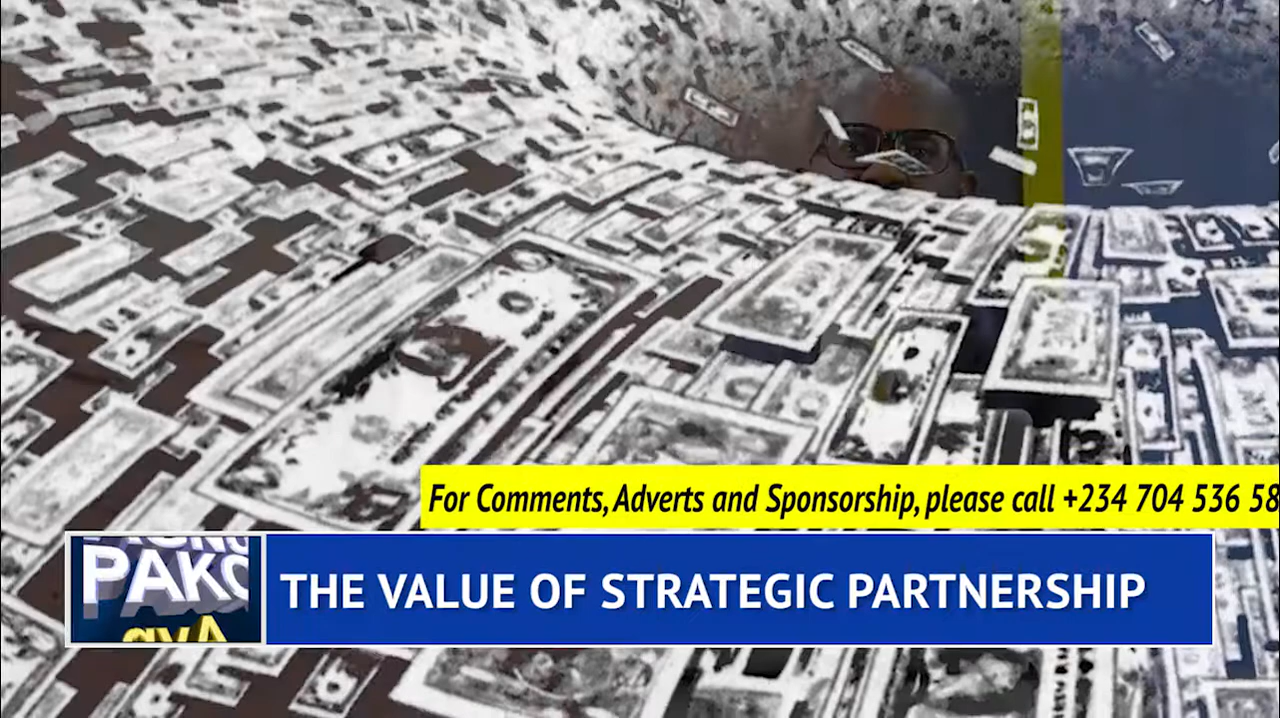 For Comments, Adverts and Sponsorship, please call +234 704 536 58
PAKO
THE VALUE OF STRATEGIC PARTNERSHIP